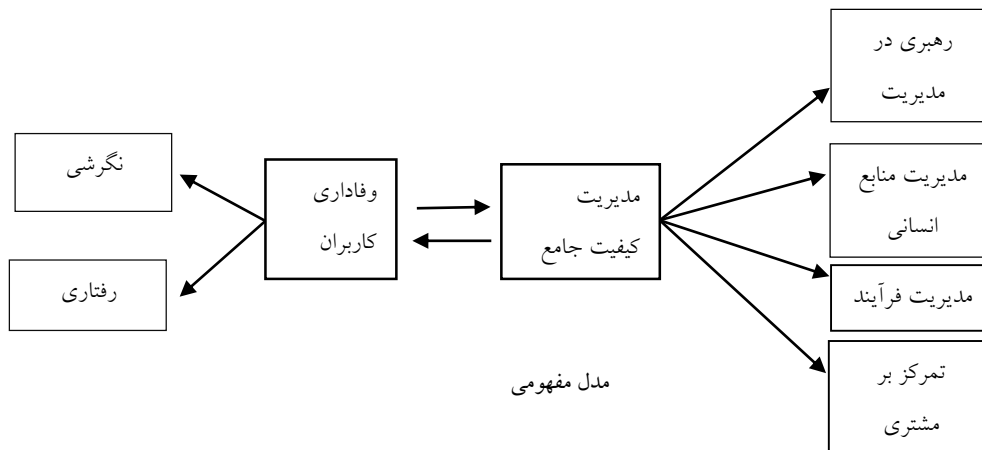 رهبری در
مدیریت
مدیریت منابع
انسانی
مدیریت فرآیند
تمرکز بر
مشتری
مدیریت
کیفیت جامع
وفاداری
کاربران
نگرشی
رفتاری
مدل مفهومی